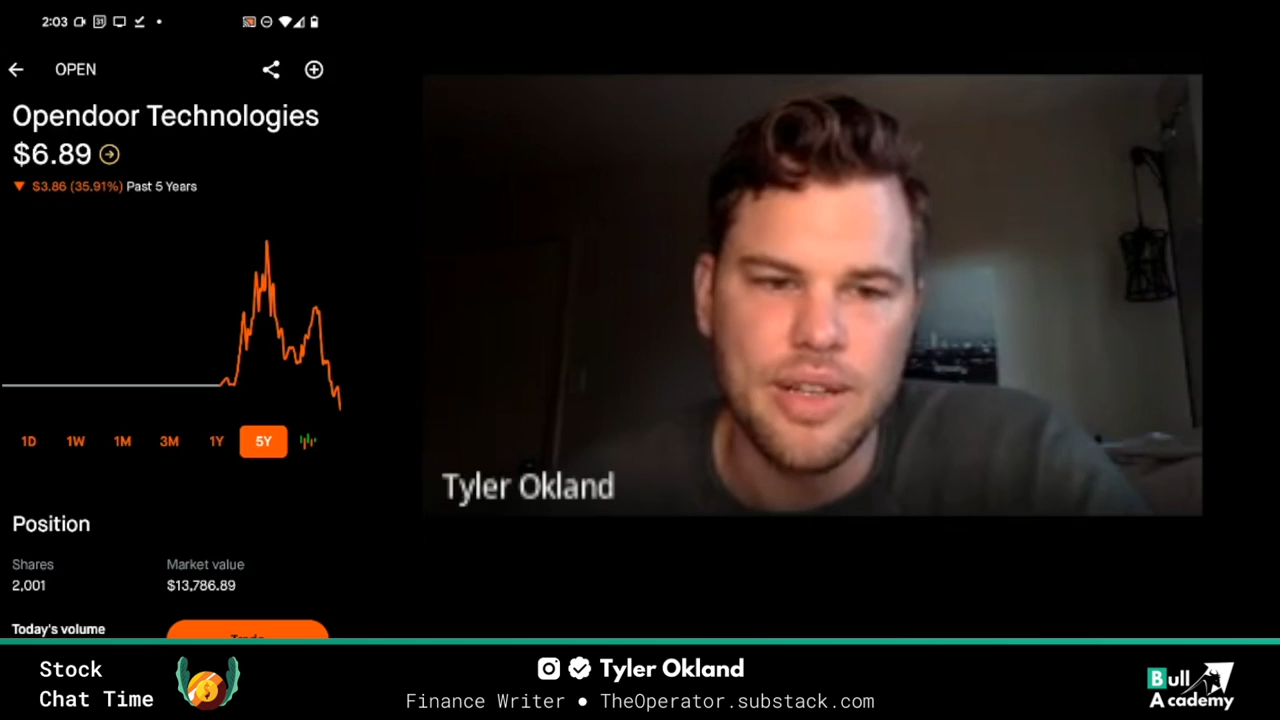 2:03
31
OPEN
Opendoor Technologies
$6.89
▼ $3.86 (35.91%) Past 5 Years
1D 1W 1M 3M 1Y 5Y
Position
Shares Market value
2,001 $13,786.89
Today's volume
Trade
Tyler Okland
Stock
Chat Time
Tyler Okland
Finance Writer ● TheOperator.substack.com
Bull
Academy